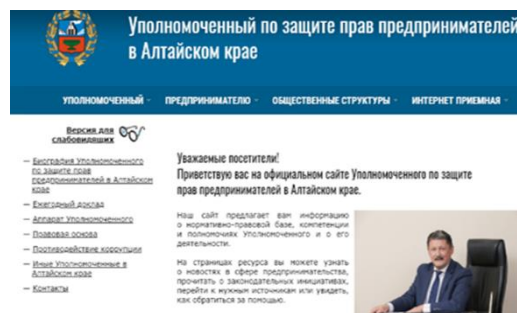 Уполномоченный по защите прав предпринимателей
в Алтайском крае
УПОЛНОМОЧЕННЫЙ
ПРЕДПРИНИМАТЕЛЮ
ОБЩЕСТВЕННЫЕ СТРУКТУРЫ
ИНТЕРНЕТ ПРИЕМНАЯ
Версия для
слабовидящих
— Биография Уполномоченного
по защите прав
предпринимателей в Алтайском
крае
— Ежегодный доклад
— Аппарат Уполномоченного
— Правовая основа
— Противодействие коррупции
— Иные Уполномоченные в
Алтайском крае
— Контакты
Уважаемые посетители!
Приветствую вас на официальном сайте Уполномоченного по защите
прав предпринимателей в Алтайском крае.
Наш сайт предлагает вам информацию
о нормативно-правовой базе, компетенции
и полномочиях Уполномоченного и о его
деятельности.
На страницах ресурса вы можете узнать
о новостях в сфере предпринимательства,
прочитать о законодательных инициативах,
перейти к нужным источникам или увидеть,
как обратиться за помощью.